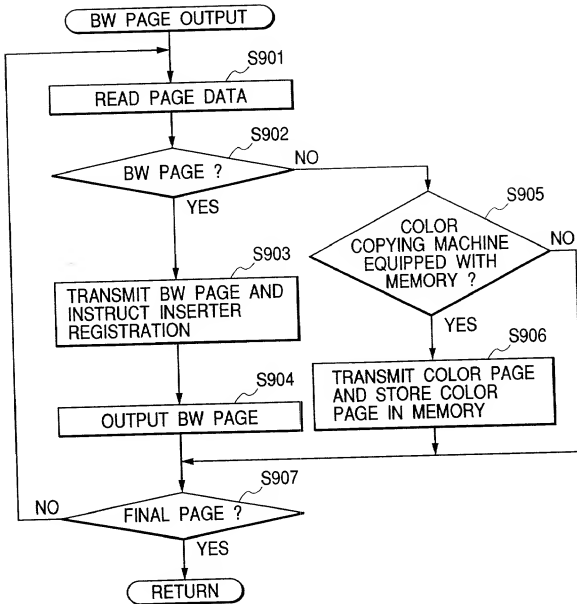 BW PAGE OUTPUT
S901
READ PAGE DATA
S902
BW PAGE ?
NO
YES
S905
COLOR
COPYING MACHINE
EQUIPPED WITH
MEMORY ?
NO
YES
S903
TRANSMIT BW PAGE AND
INSTRUCT INSERTER
REGISTRATION
S906
TRANSMIT COLOR PAGE
AND STORE COLOR
PAGE IN MEMORY
S904
OUTPUT BW PAGE
S907
FINAL PAGE ?
NO
YES
RETURN